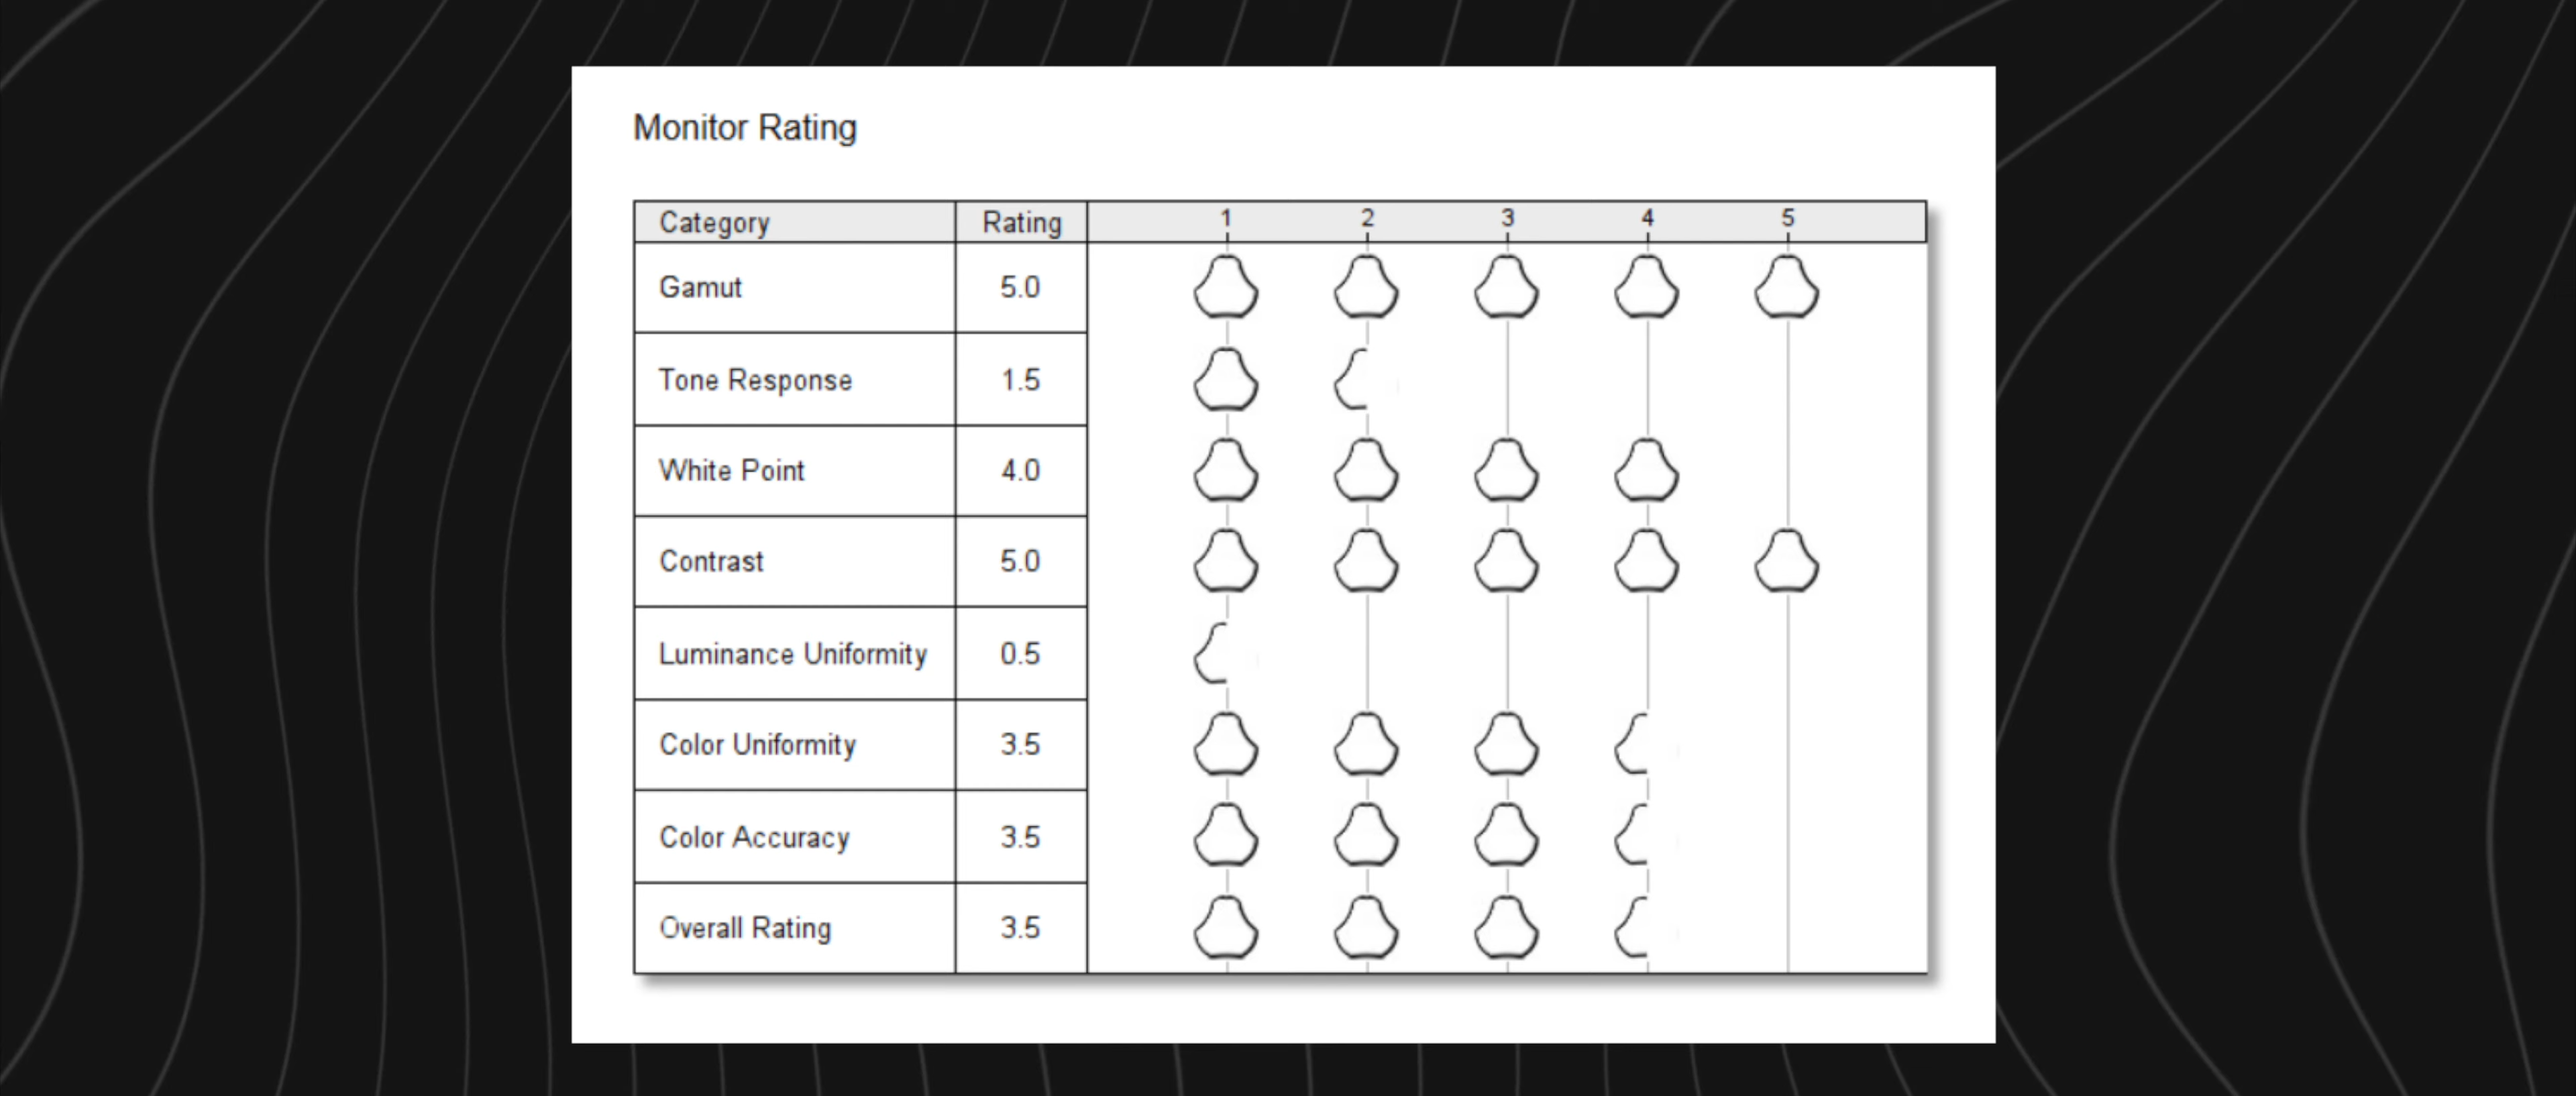 Monitor Rating
Category Rating 1 2 3 4 5
Gamut 5.0
Tone Response 1.5
White Point 4.0
Contrast 5.0
Luminance Uniformity 0.5
Color Uniformity 3.5
Color Accuracy 3.5
Overall Rating 3.5